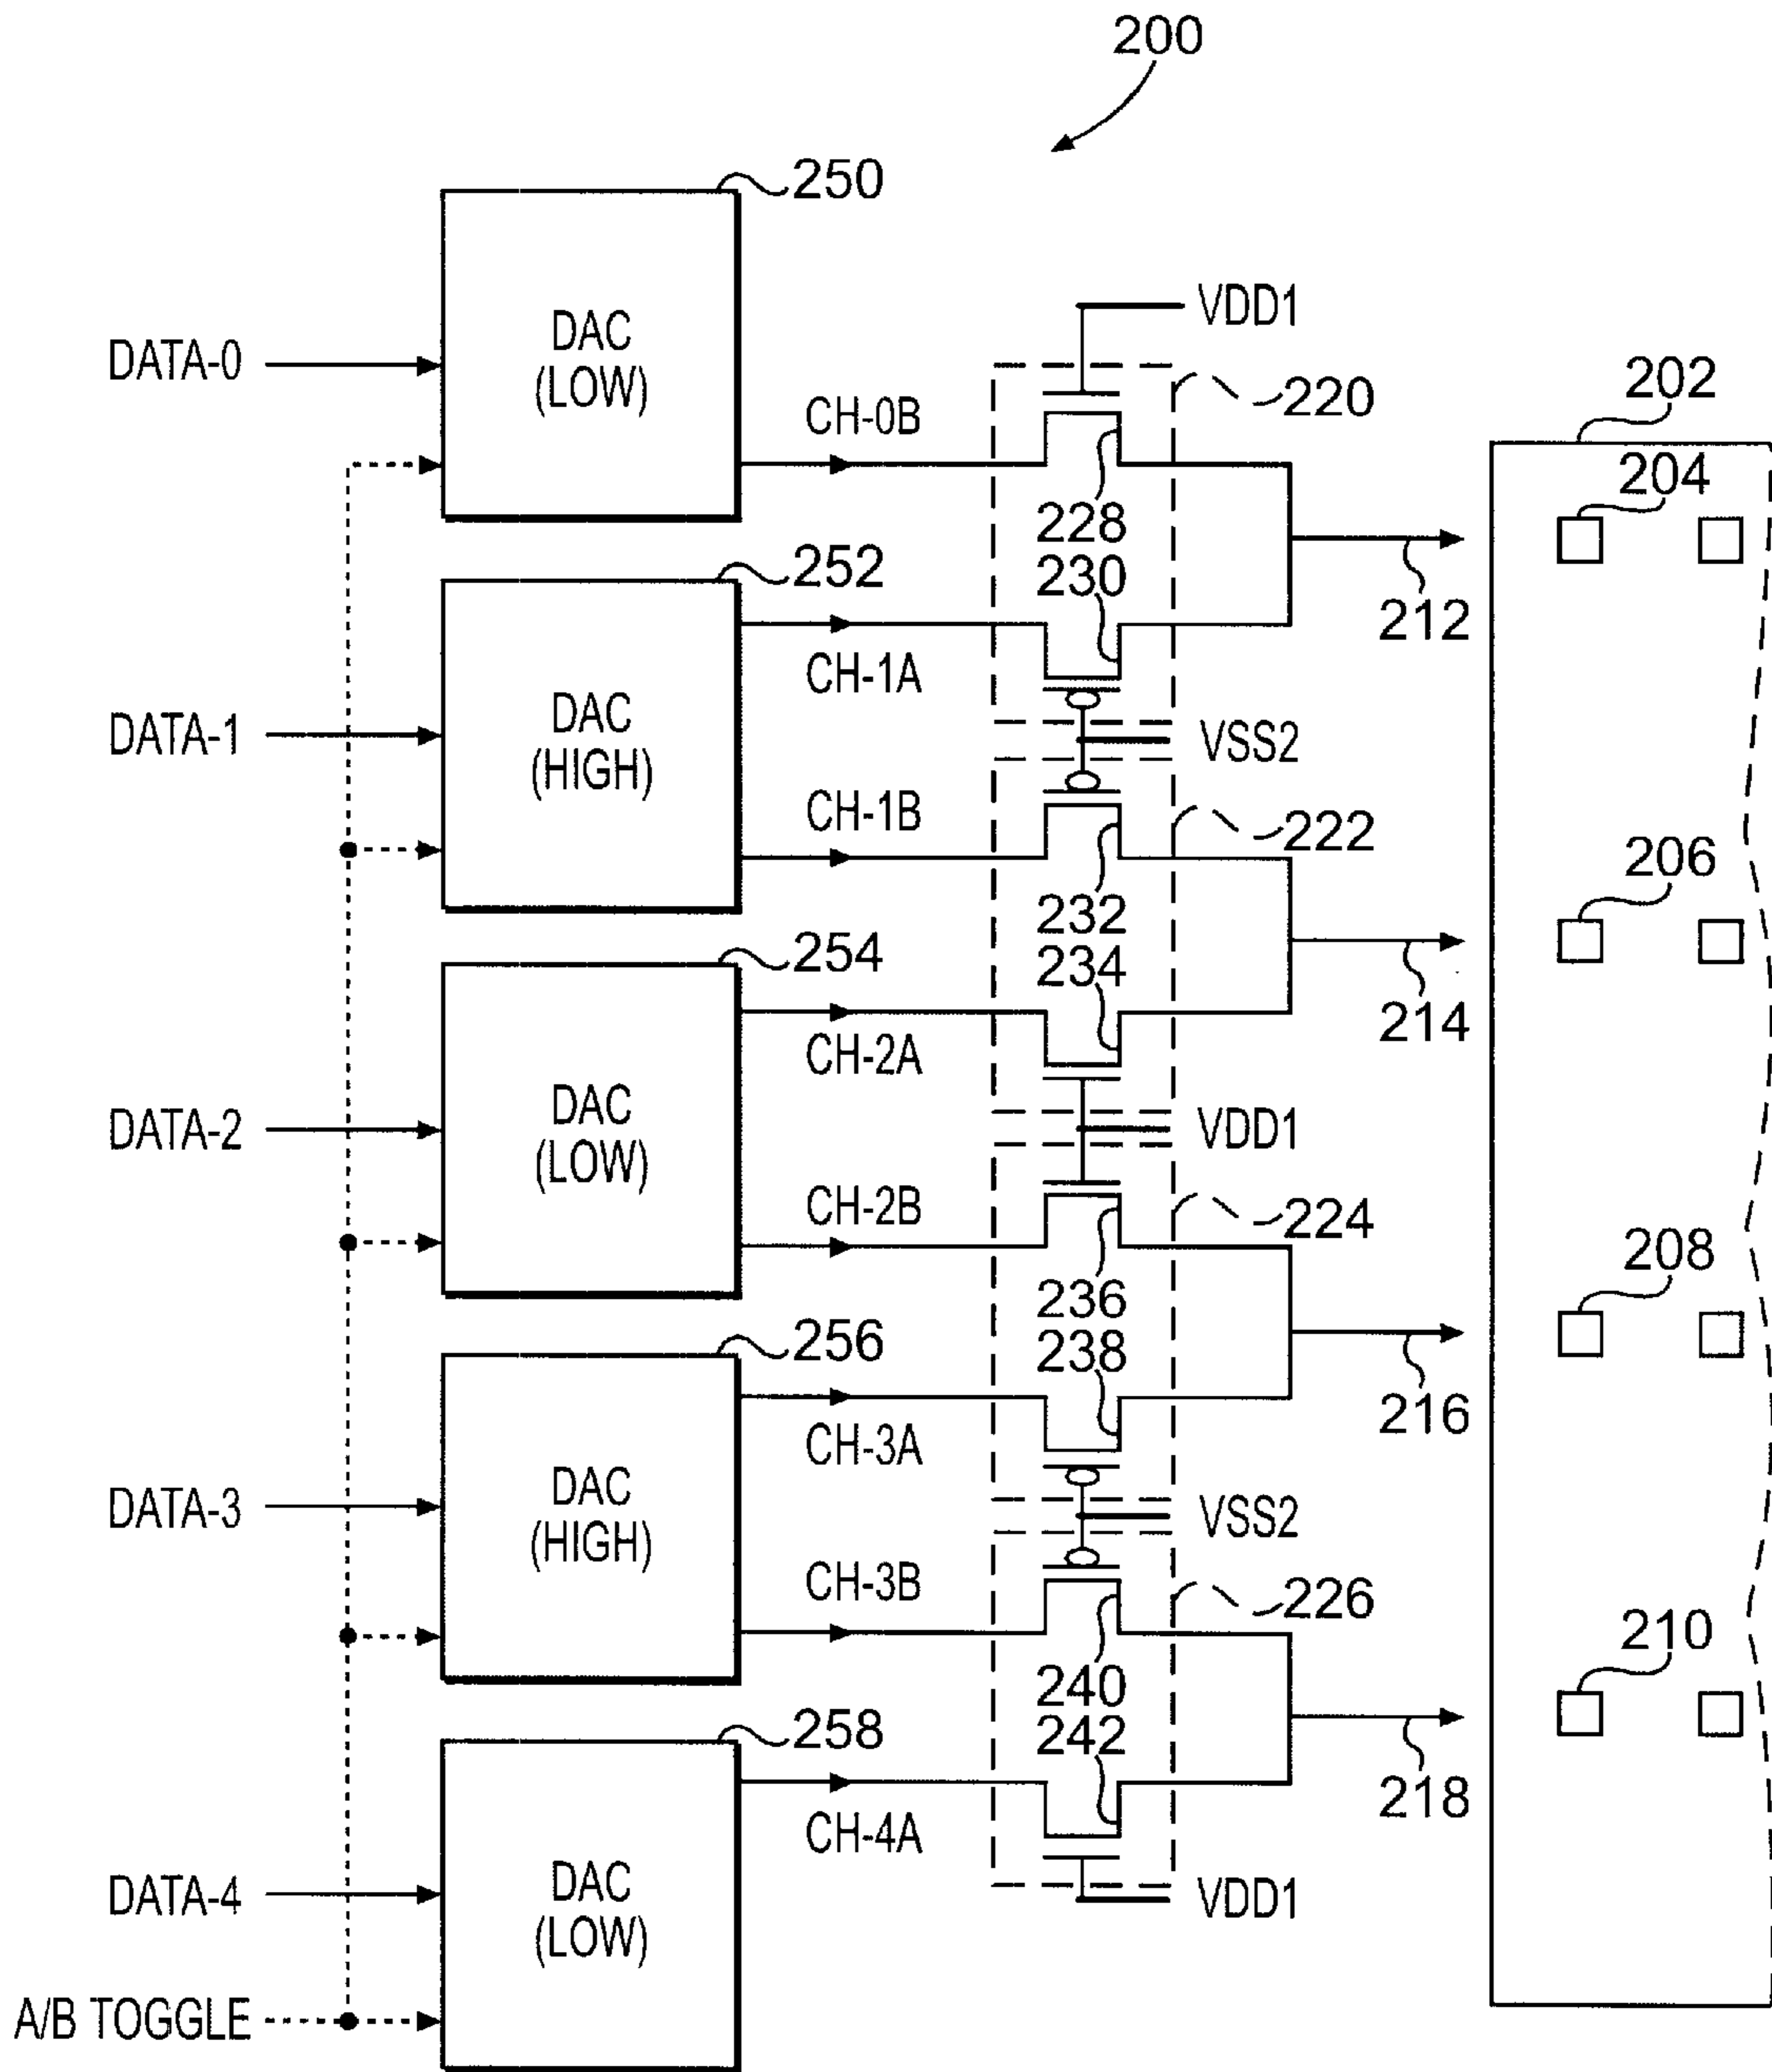 200
250
DAC
(LOW)
DATA-0
CH-0B
VDD1
220
202
204
228
230
212
252
CH-1A
DAC
(HIGH)
DATA-1
VSS2
CH-1B
222
206
232
234
214
254
CH-2A
DAC
(LOW)
DATA-2
VDD1
CH-2B
224
208
236
238
216
256
CH-3A
DAC
(HIGH)
DATA-3
VSS2
CH-3B
226
210
240
242
218
258
CH-4A
DAC
(LOW)
DATA-4
VDD1
A/B TOGGLE